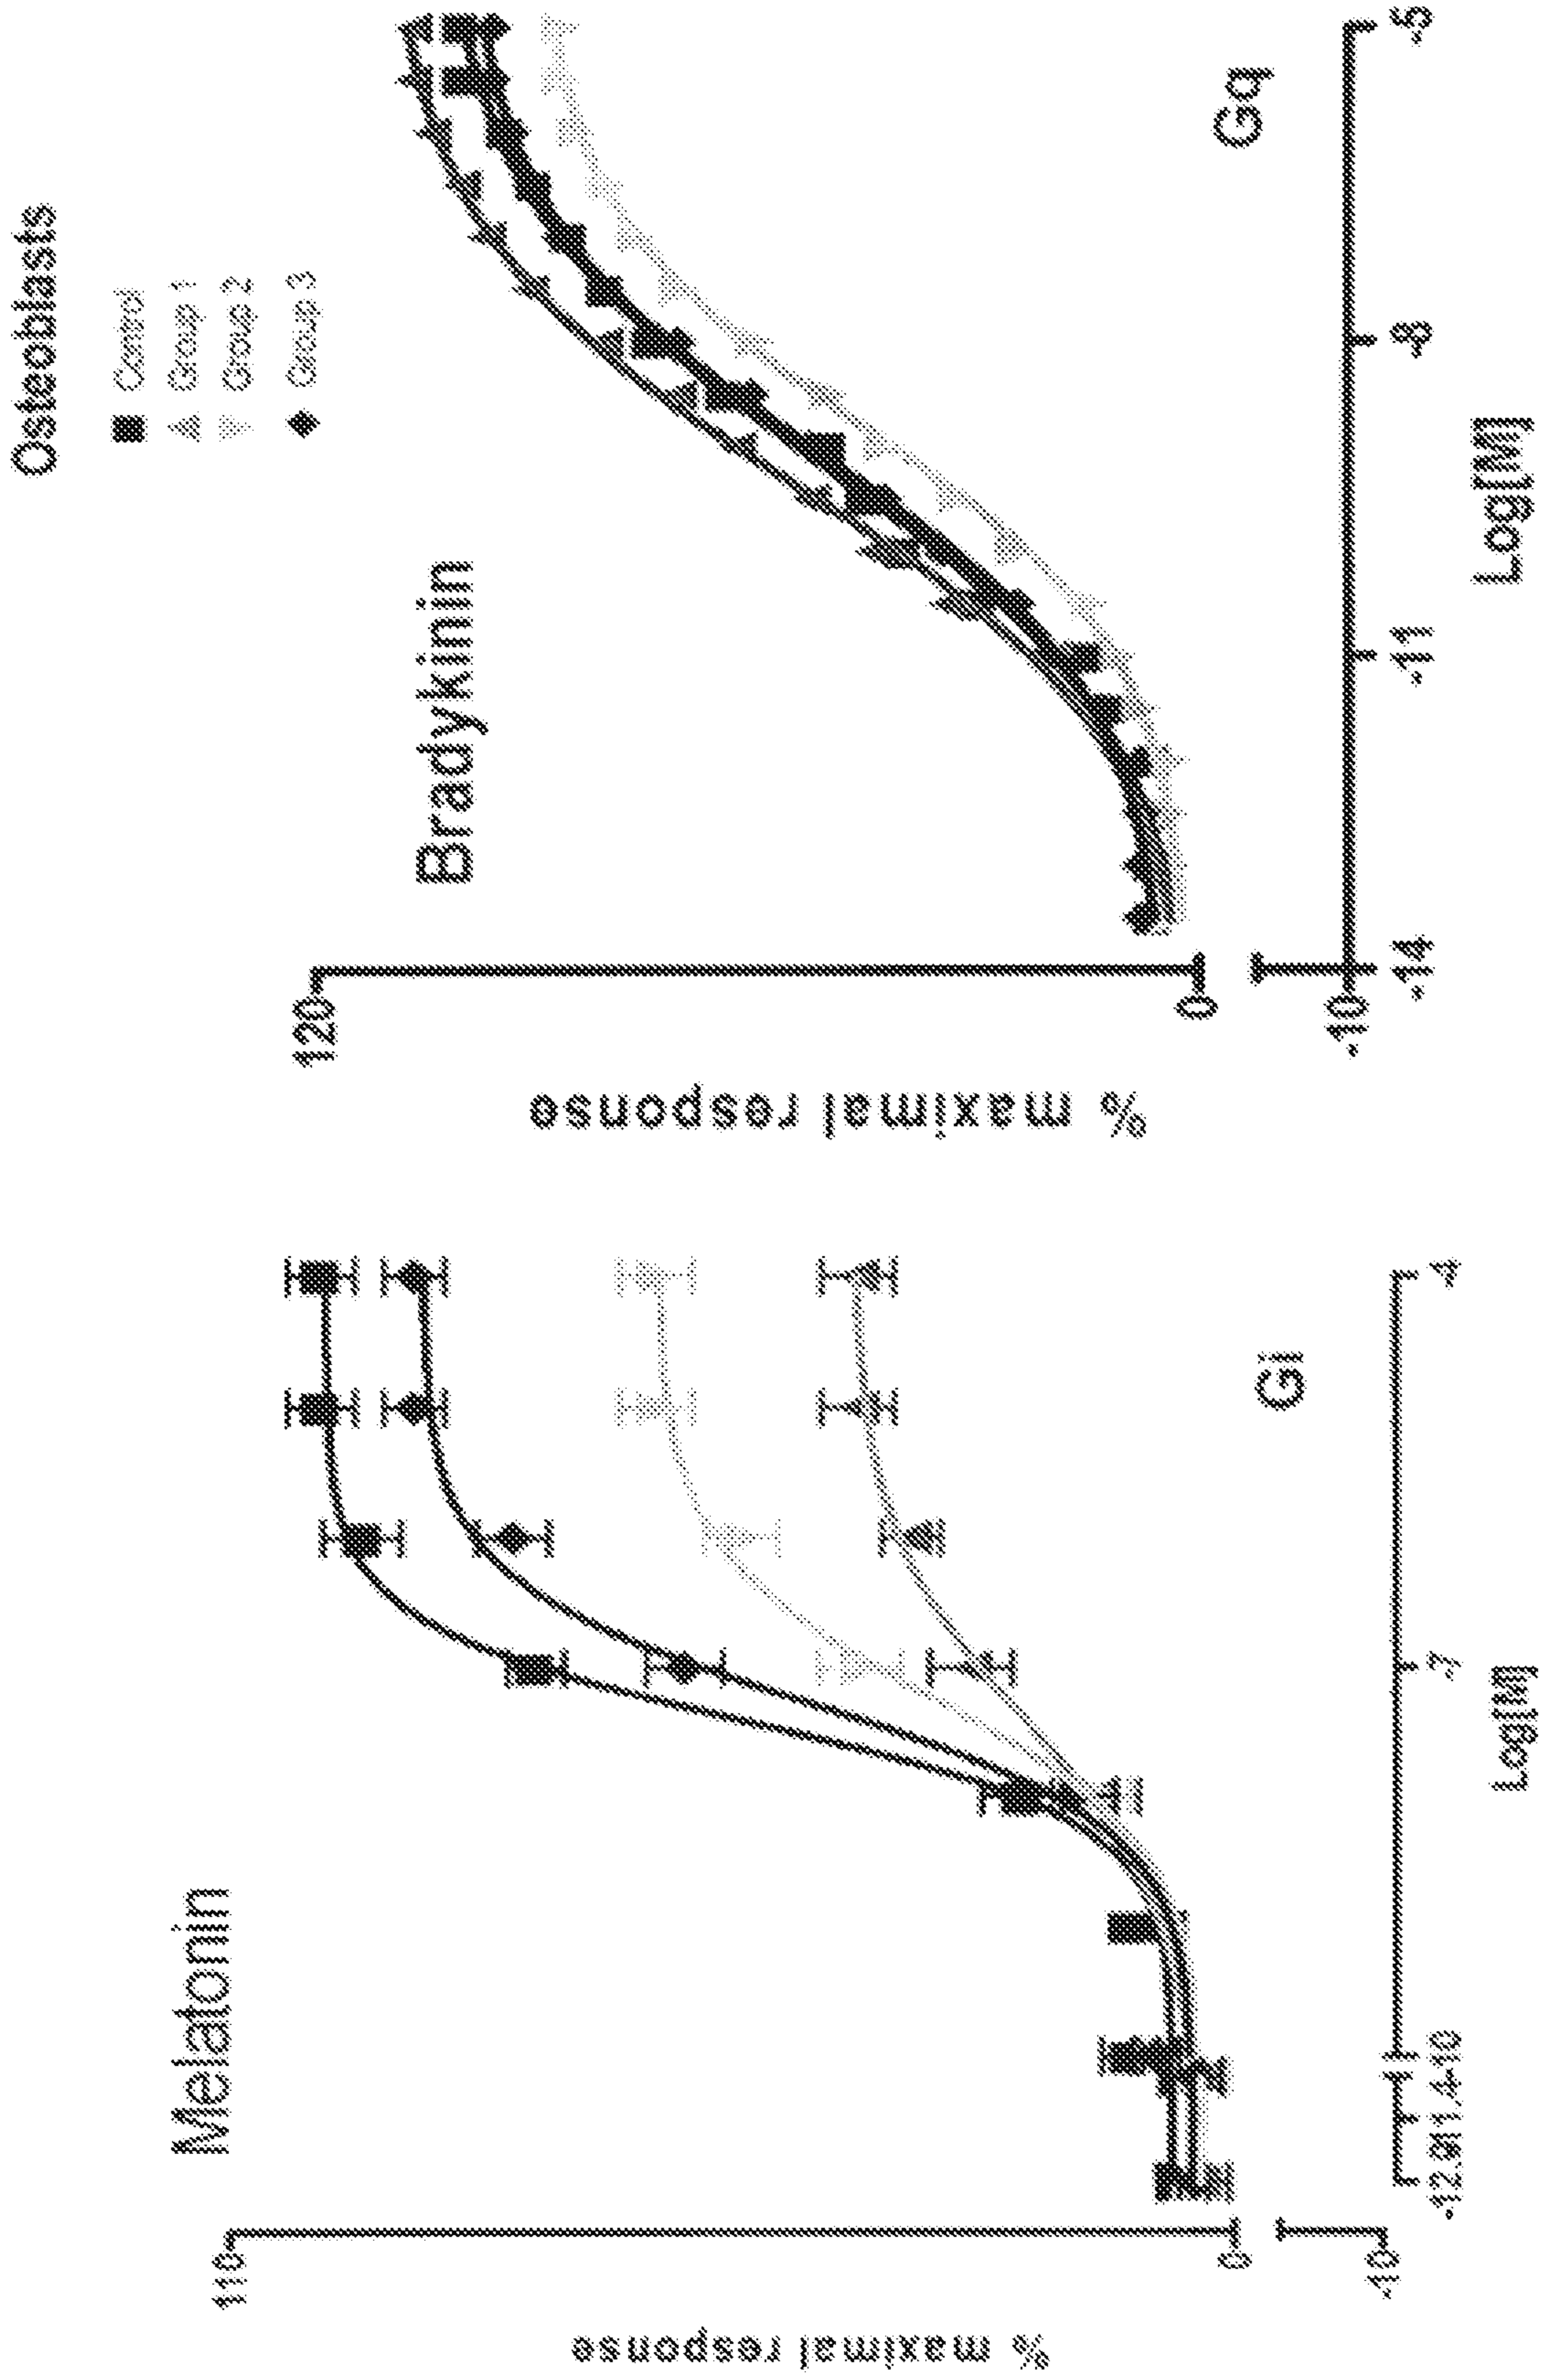 Osteoblasts
Control
Group 1
Group 2
Group 3
Melatonin
110
0
-10
% maximal response
Gi
-7
-4
Log[M]
Bradykinin
120
0
-10
% maximal response
Gq
-14
-11
-8
-5
Log[M]